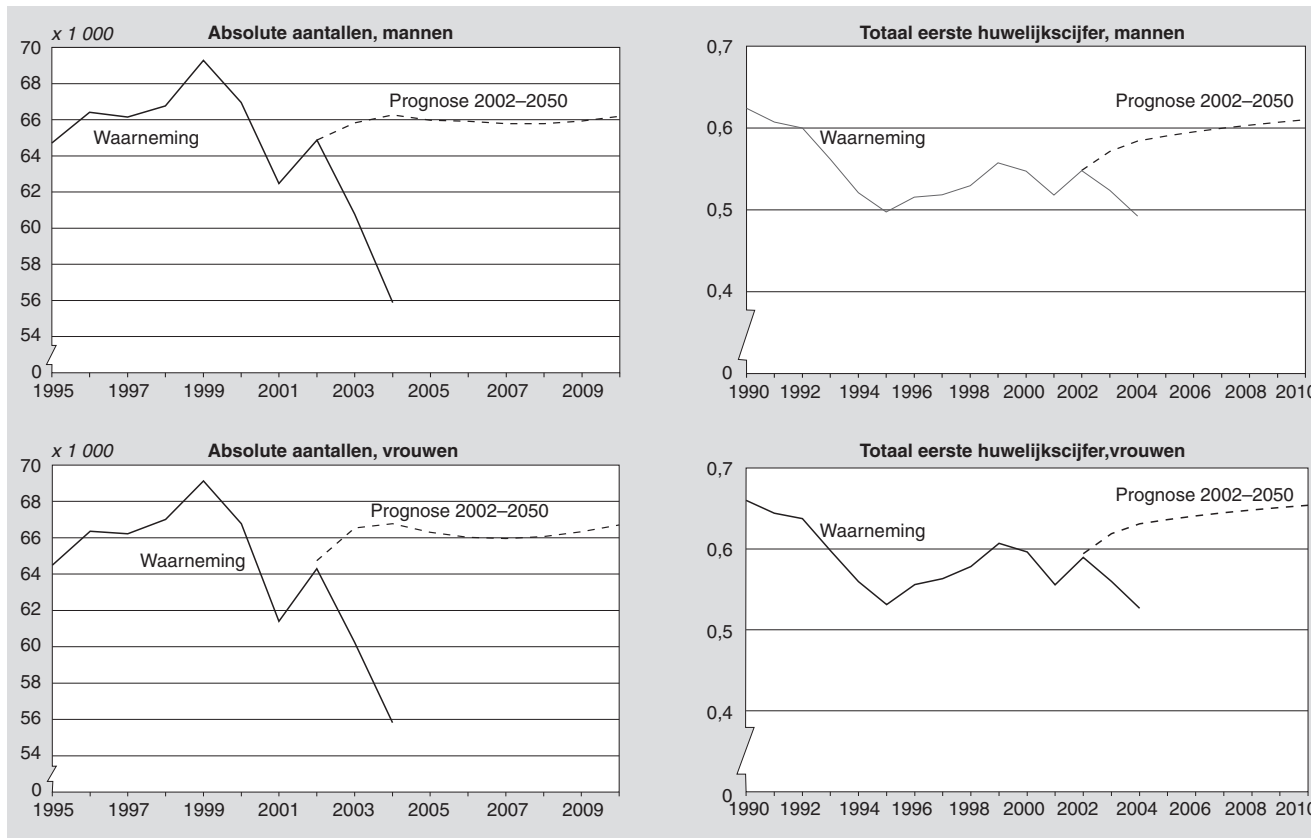 x 1 000
Absolute aantallen, mannen
70
68
66
64
62
60
58
56
54
0
Waarneming
Prognose 2002–2050
1995 1997 1999 2001 2003 2005 2007 2009
Totaal eerste huwelijkscijfer, mannen
0,7
0,6
0,5
0,4
0
Waarneming
Prognose 2002–2050
1990 1992 1994 1996 1998 2000 2002 2004 2006 2008 2010
x 1 000
Absolute aantallen, vrouwen
70
68
66
64
62
60
58
56
54
0
Waarneming
Prognose 2002–2050
1995 1997 1999 2001 2003 2005 2007 2009
Totaal eerste huwelijkscijfer,vrouwen
0,7
0,6
0,5
0,4
0
Waarneming
Prognose 2002–2050
1990 1992 1994 1996 1998 2000 2002 2004 2006 2008 2010